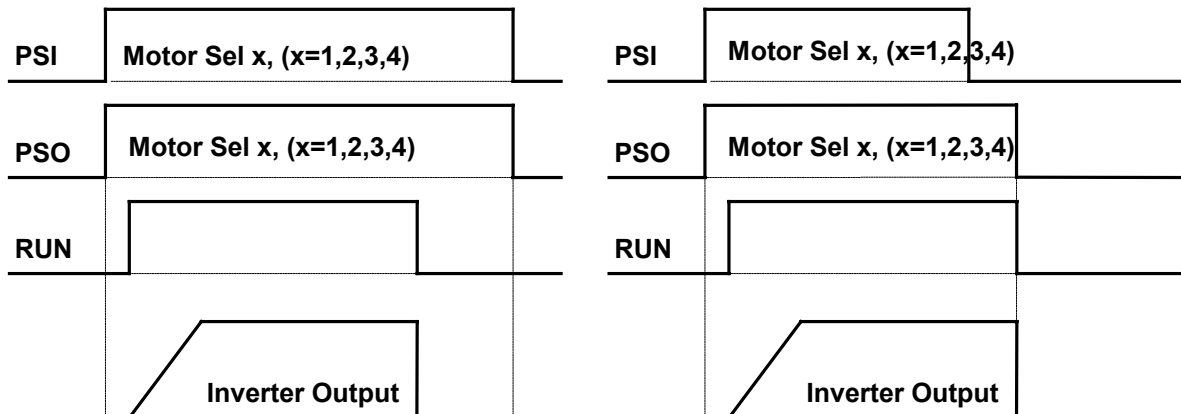 PSI Motor Sel x, (x=1,2,3,4)
PSO Motor Sel x, (x=1,2,3,4)
RUN
Inverter Output
PSI Motor Sel x, (x=1,2,3,4)
PSO Motor Sel x, (x=1,2,3,4)
RUN
Inverter Output